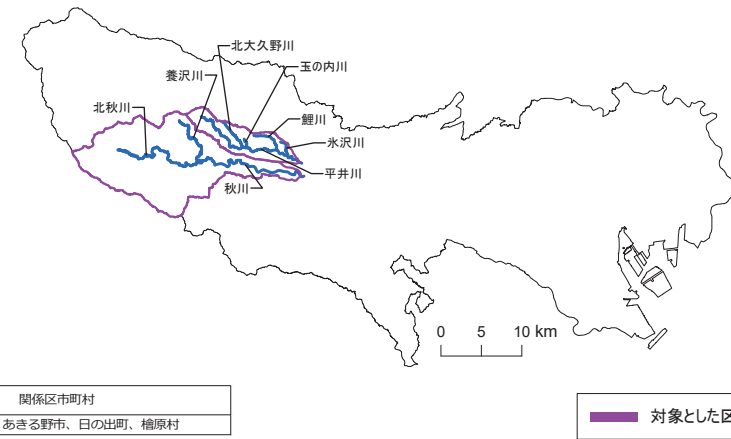 北大久野川
玉の内川
養沢川
北秋川
鯉川
氷沢川
平井川
秋川
0 5 10 km
関係区市町村
あきる野市、日の出町、檜原村
対象とした区